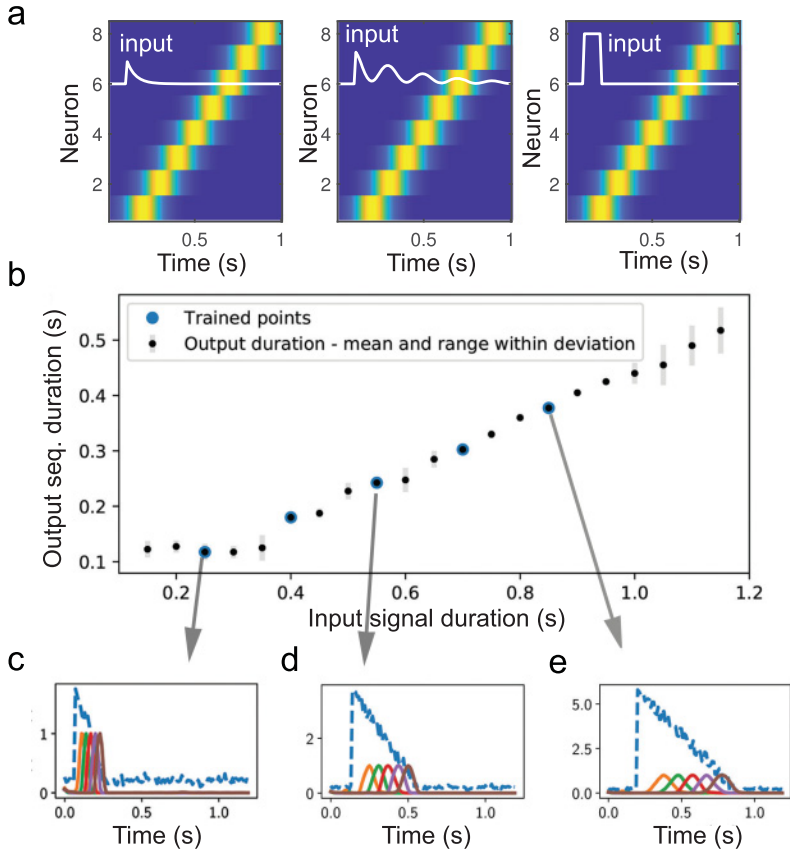 a
input
input
input
Neuron
8
6
4
2
0.5
1
Time (s)
Neuron
8
6
4
2
0.5
1
Time (s)
Neuron
8
6
4
2
0.5
1
Time (s)
b
Output seq. duration (s)
0.5
0.4
0.3
0.2
0.1
Trained points
Output duration - mean and range within deviation
0.2
0.4
0.6
0.8
1.0
1.2
Input signal duration (s)
c
1
0
0.0
0.5
1.0
Time (s)
d
2
0
0.0
0.5
1.0
Time (s)
e
5.0
2.5
0.0
0.0
0.5
1.0
Time (s)